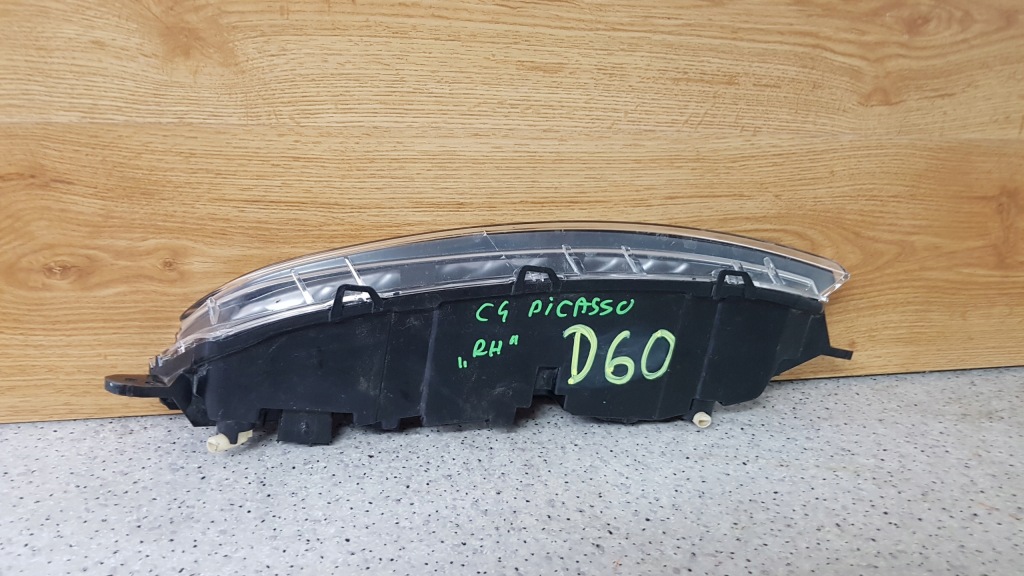 C4 PiCASSO
„RH"
D60